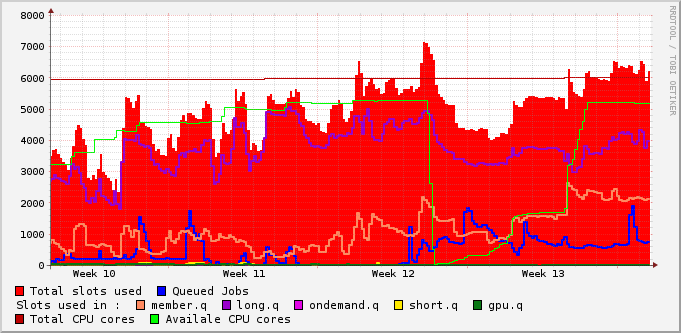 8000
7000
6000
5000
4000
3000
2000
1000
0
Week 10 Week 11 Week 12 Week 13
RRDTOOL / TOBI OETIKER
Total slots used Queued Jobs
Slots used in : member.q long.q ondemand.q short.q gpu.q
Total CPU cores Availale CPU cores